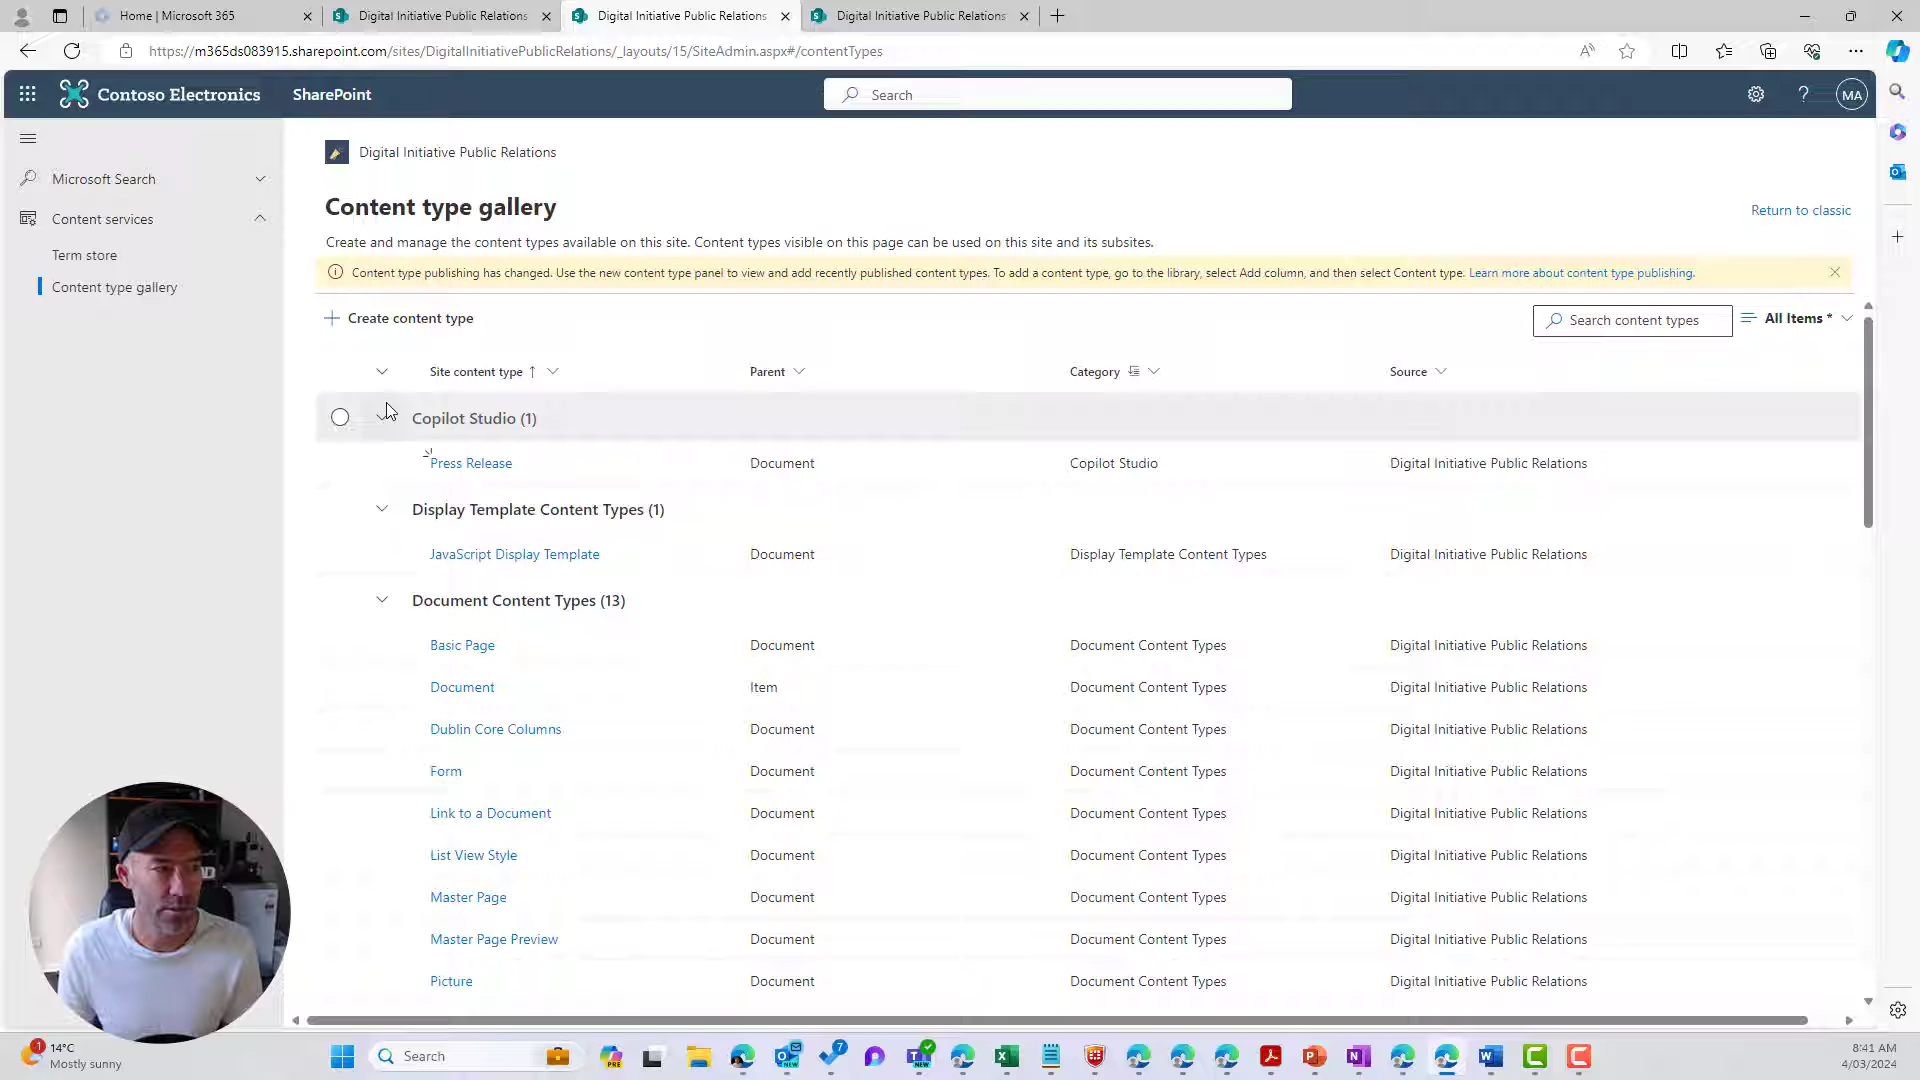 Home | Microsoft 365
Digital Initiative Public Relations
Digital Initiative Public Relations
Digital Initiative Public Relations
https://m365ds083915.sharepoint.com/sites/DigitalInitiativePublicRelations/_layouts/15/SiteAdmin.aspx#/contentTypes
Contoso Electronics
SharePoint
Search
MA
Microsoft Search
Content services
Term store
Content type gallery
Digital Initiative Public Relations
Content type gallery
Return to classic
Create and manage the content types available on this site. Content types visible on this page can be used on this site and its subsites.
Content type publishing has changed. Use the new content type panel to view and add recently published content types. To add a content type, go to the library, select Add column, and then select Content type. Learn more about content type publishing.
Create content type
Search content types
All Items *
Site content type Parent Category Source
Copilot Studio (1)
Press Release Document Copilot Studio Digital Initiative Public Relations
Display Template Content Types (1)
JavaScript Display Template Document Display Template Content Types Digital Initiative Public Relations
Document Content Types (13)
Basic Page Document Document Content Types Digital Initiative Public Relations
Document Item Document Content Types Digital Initiative Public Relations
Dublin Core Columns Document Document Content Types Digital Initiative Public Relations
Form Document Document Content Types Digital Initiative Public Relations
Link to a Document Document Document Content Types Digital Initiative Public Relations
List View Style Document Document Content Types Digital Initiative Public Relations
Master Page Document Document Content Types Digital Initiative Public Relations
Master Page Preview Document Document Content Types Digital Initiative Public Relations
Picture Document Document Content Types Digital Initiative Public Relations
1
14°C
Mostly sunny
Search
PRE
7
NEW
8:41 AM
4/03/2024